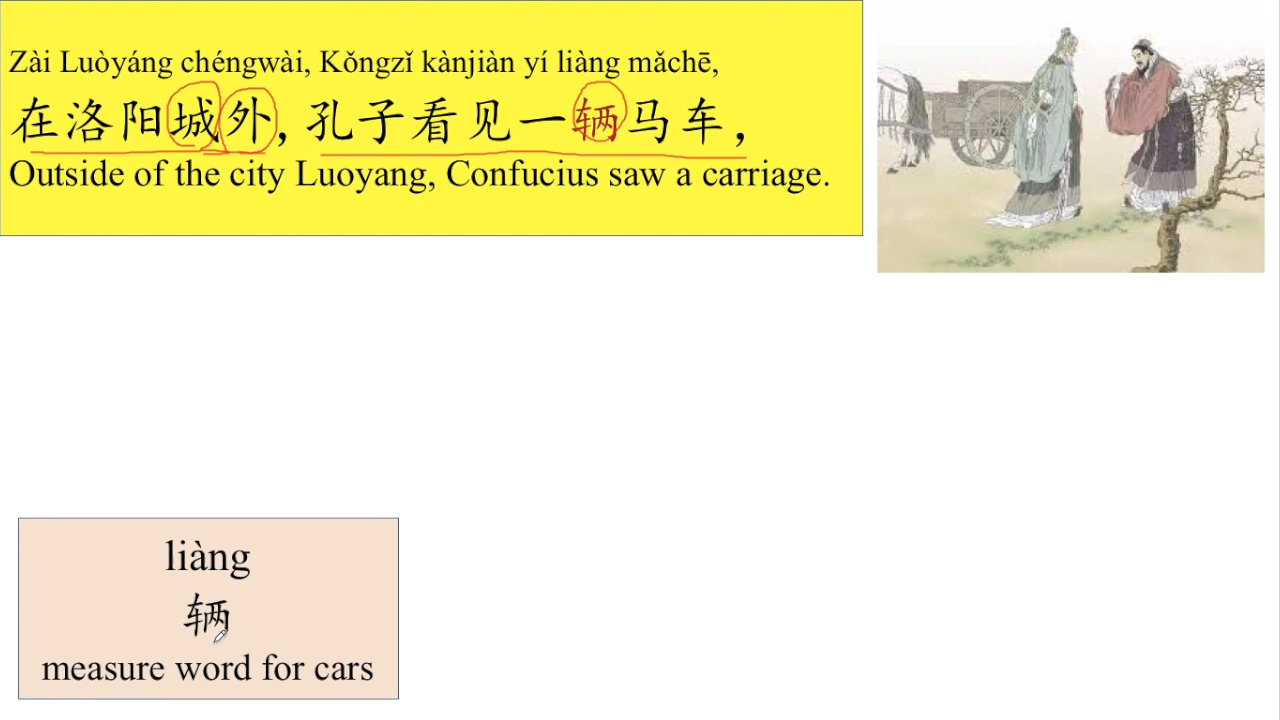 Zài Luòyáng chéngwài, Kǒngzǐ kànjiàn yí liàng mǎchē,
在洛阳城外，孔子看见一辆马车，
Outside of the city Luoyang, Confucius saw a carriage.
liàng
辆
measure word for cars